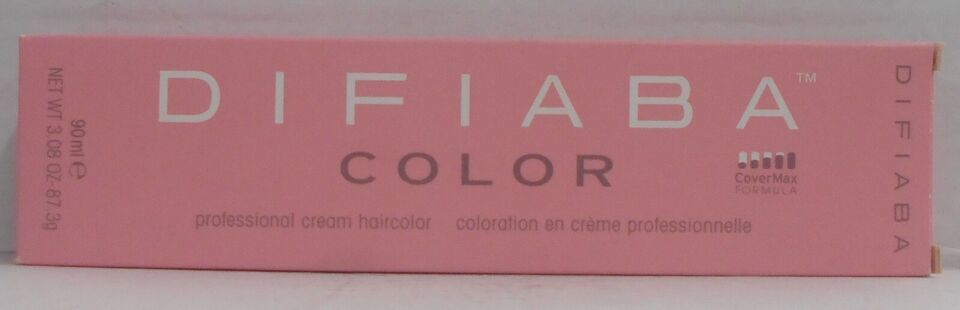 DIFIABA™
COLOR
CoverMax
FORMULA
professional cream haircolor coloration en crème professionnelle
90ml e
NET WT 3.08 OZ-87.3g
DIFIABA